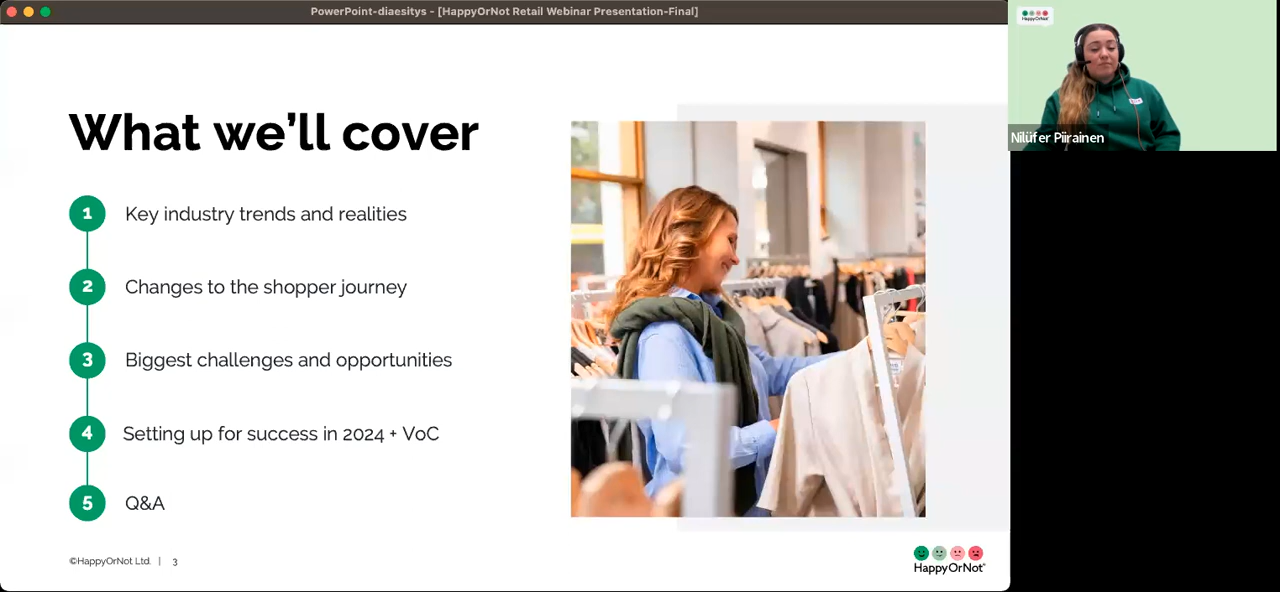 PowerPoint-diaesitys - [HappyOrNot Retail Webinar Presentation-Final]
What we'll cover
1 Key industry trends and realities
2 Changes to the shopper journey
3 Biggest challenges and opportunities
4 Setting up for success in 2024 + VoC
5 Q&A
©HappyOrNot Ltd. | 3
HappyOrNot®
HappyOrNot
Nilüfer Piirainen